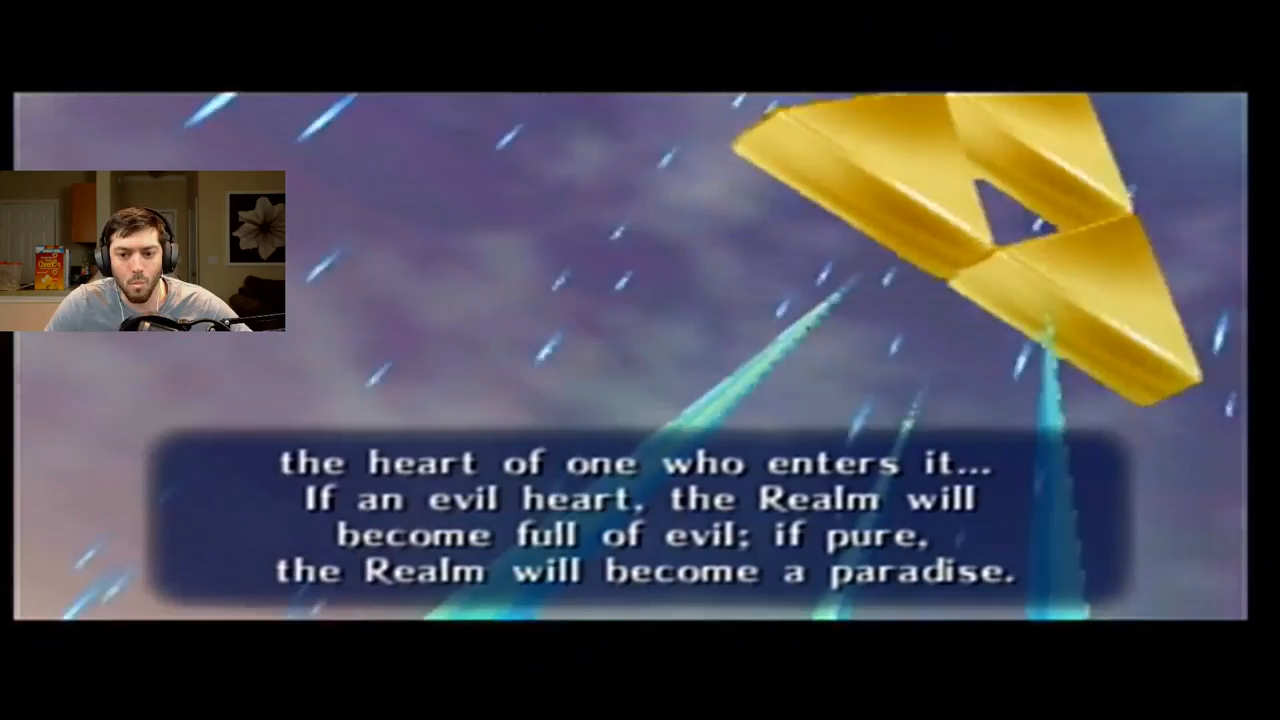 the heart of one who enters it...
If an evil heart, the Realm will
become full of evil; if pure,
the Realm will become a paradise.